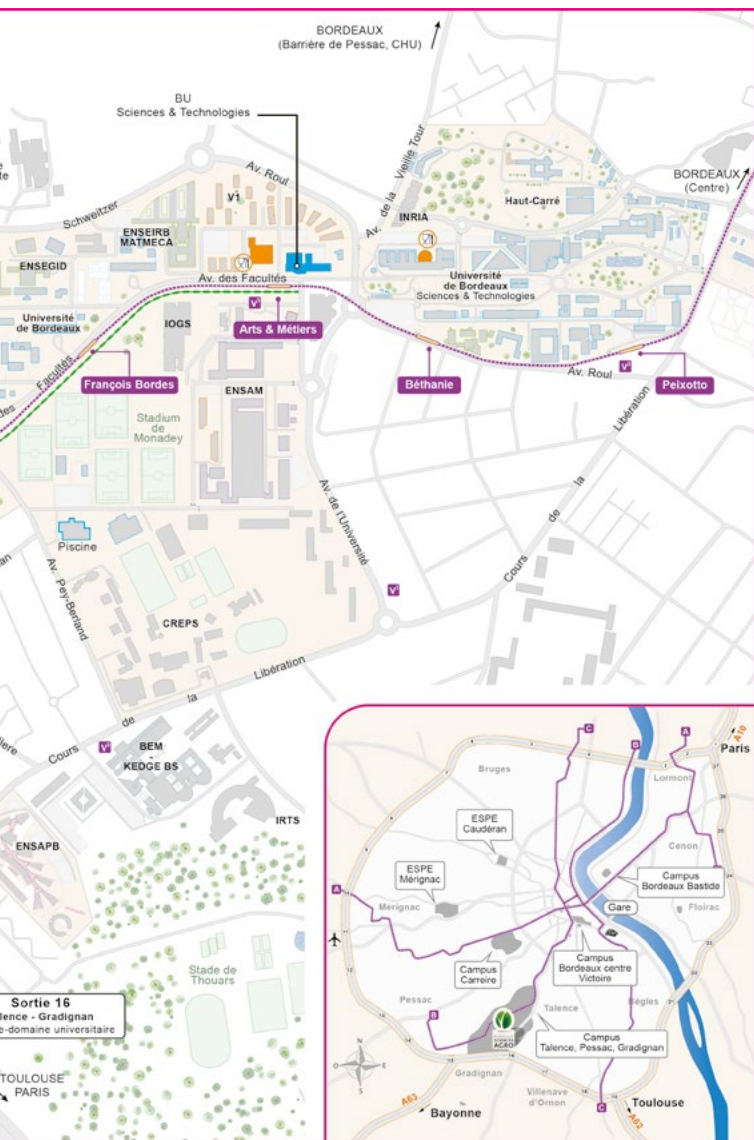 BORDEAUX
(Barrière de Pessac, CHU)
BU
Sciences & Technologies
Av. Roul
Av. de la Vieille Tour
BORDEAUX
(Centre)
Haut-Carré
V1
Schweitzer
ENSEIRB
MATMECA
INRIA
ENSEGID
Av. des Facultés
Université
de Bordeaux
Sciences & Technologies
Université
de Bordeaux
IOGS
Arts & Métiers
Facultés
François Bordes
ENSAM
Béthanie
Av. Roul
Peixotto
Stadium
de
Monadey
Cours de la Libération
Av. de l'Université
Piscine
Av. Pey-Berland
CREPS
Cours de la Libération
BEM
-
KEDGE BS
IRTS
ENSAPB
Stade de
Thouars
Sortie 16
lence - Gradignan
e-domaine universitaire
TOULOUSE
PARIS
C
B
A
A10
Paris
Bruges
Lormont
ESPE
Caudéran
Cenon
ESPE
Mérignac
Campus
Bordeaux Bastide
A
Mérignac
Gare
Floirac
Campus
Carreire
Campus
Bordeaux centre
Victoire
Pessac
B
Talence
Bègles
AGRO
Campus
Talence, Pessac, Gradignan
N
O
E
S
Gradignan
Villenave
d'Ornon
A63
Bayonne
C
Toulouse
A62